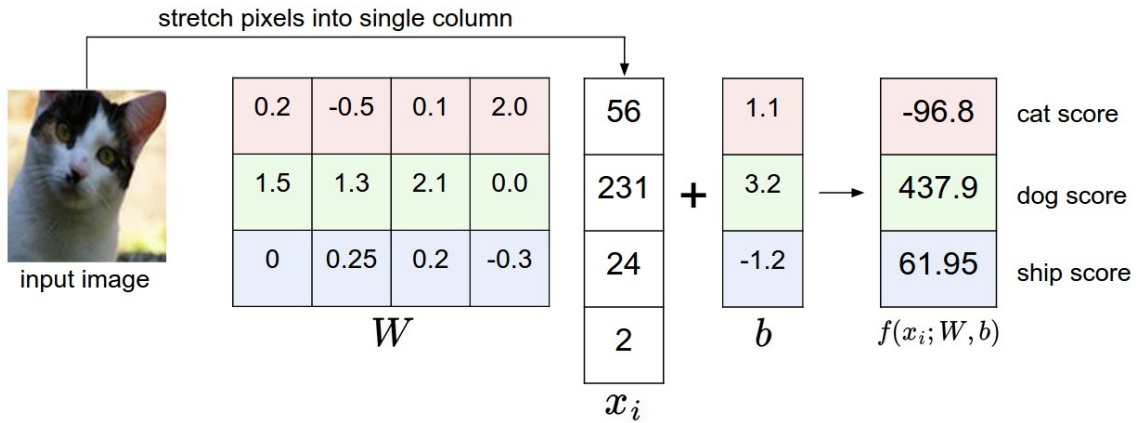 stretch pixels into single column
0.2 -0.5 0.1 2.0
1.5 1.3 2.1 0.0
0 0.25 0.2 -0.3
W
56
231
24
2
x_i
+
1.1
3.2
-1.2
b
-96.8 cat score
437.9 dog score
61.95 ship score
f(x_i; W, b)
input image